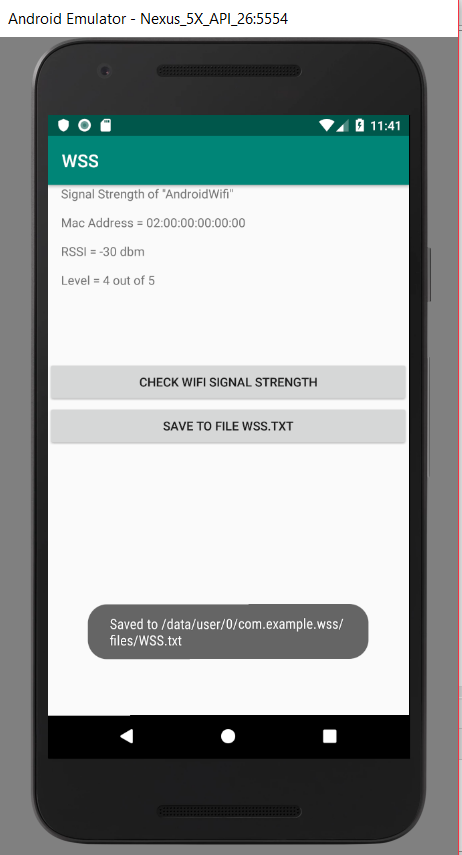 Android Emulator - Nexus_5X_API_26:5554
11:41
WSS
Signal Strength of "AndroidWifi"
Mac Address = 02:00:00:00:00:00
RSSI = -30 dbm
Level = 4 out of 5
CHECK WIFI SIGNAL STRENGTH
SAVE TO FILE WSS.TXT
Saved to /data/user/0/com.example.wss/
files/WSS.txt